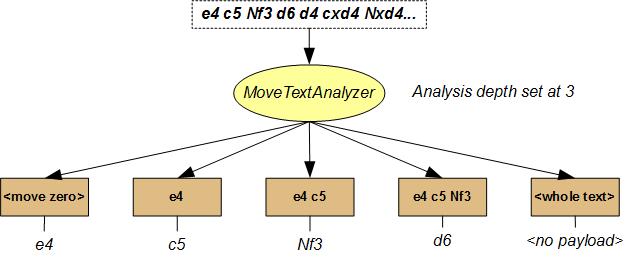 e4 c5 Nf3 d6 d4 cxd4 Nxd4...
MoveTextAnalyzer
Analysis depth set at 3
<move zero>
e4
e4 c5
e4 c5 Nf3
<whole text>
e4
c5
Nf3
d6
<no payload>